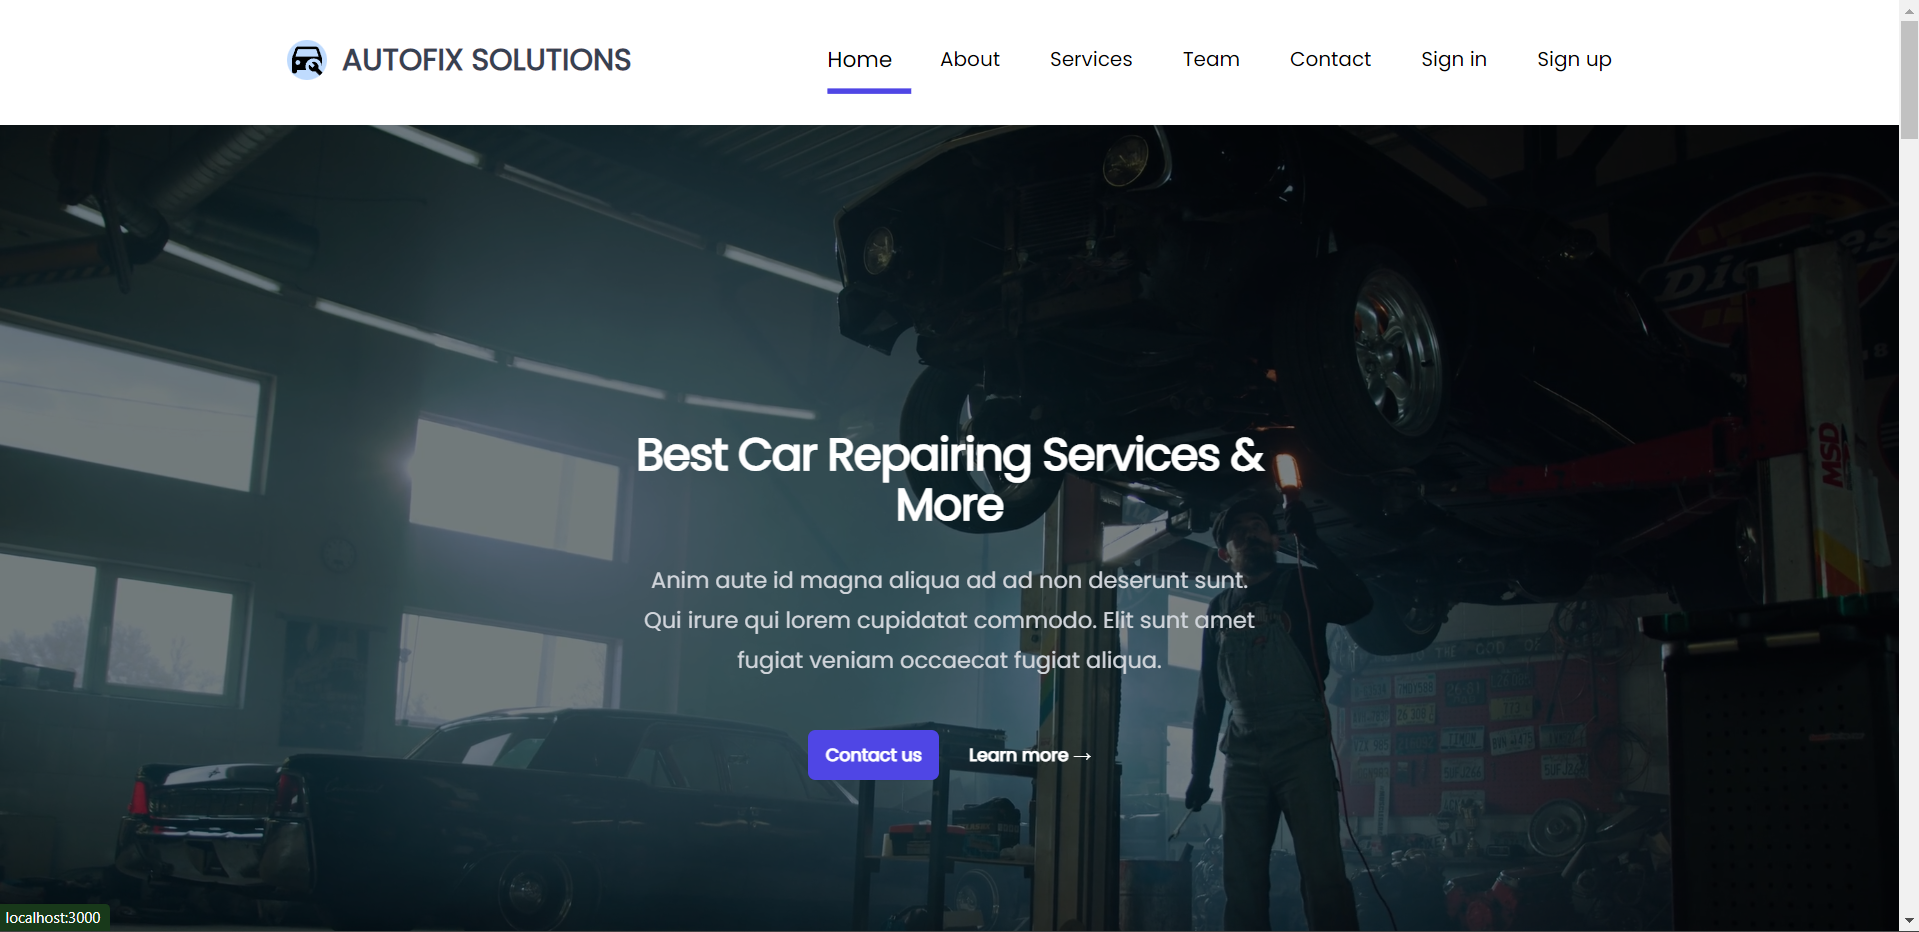 AUTOFIX SOLUTIONS
Home About Services Team Contact Sign in Sign up
Best Car Repairing Services &
More
Anim aute id magna aliqua ad ad non deserunt sunt.
Qui irure qui lorem cupidatat commodo. Elit sunt amet
fugiat veniam occaecat fugiat aliqua.
Contact us Learn more →
MSD
localhost:3000